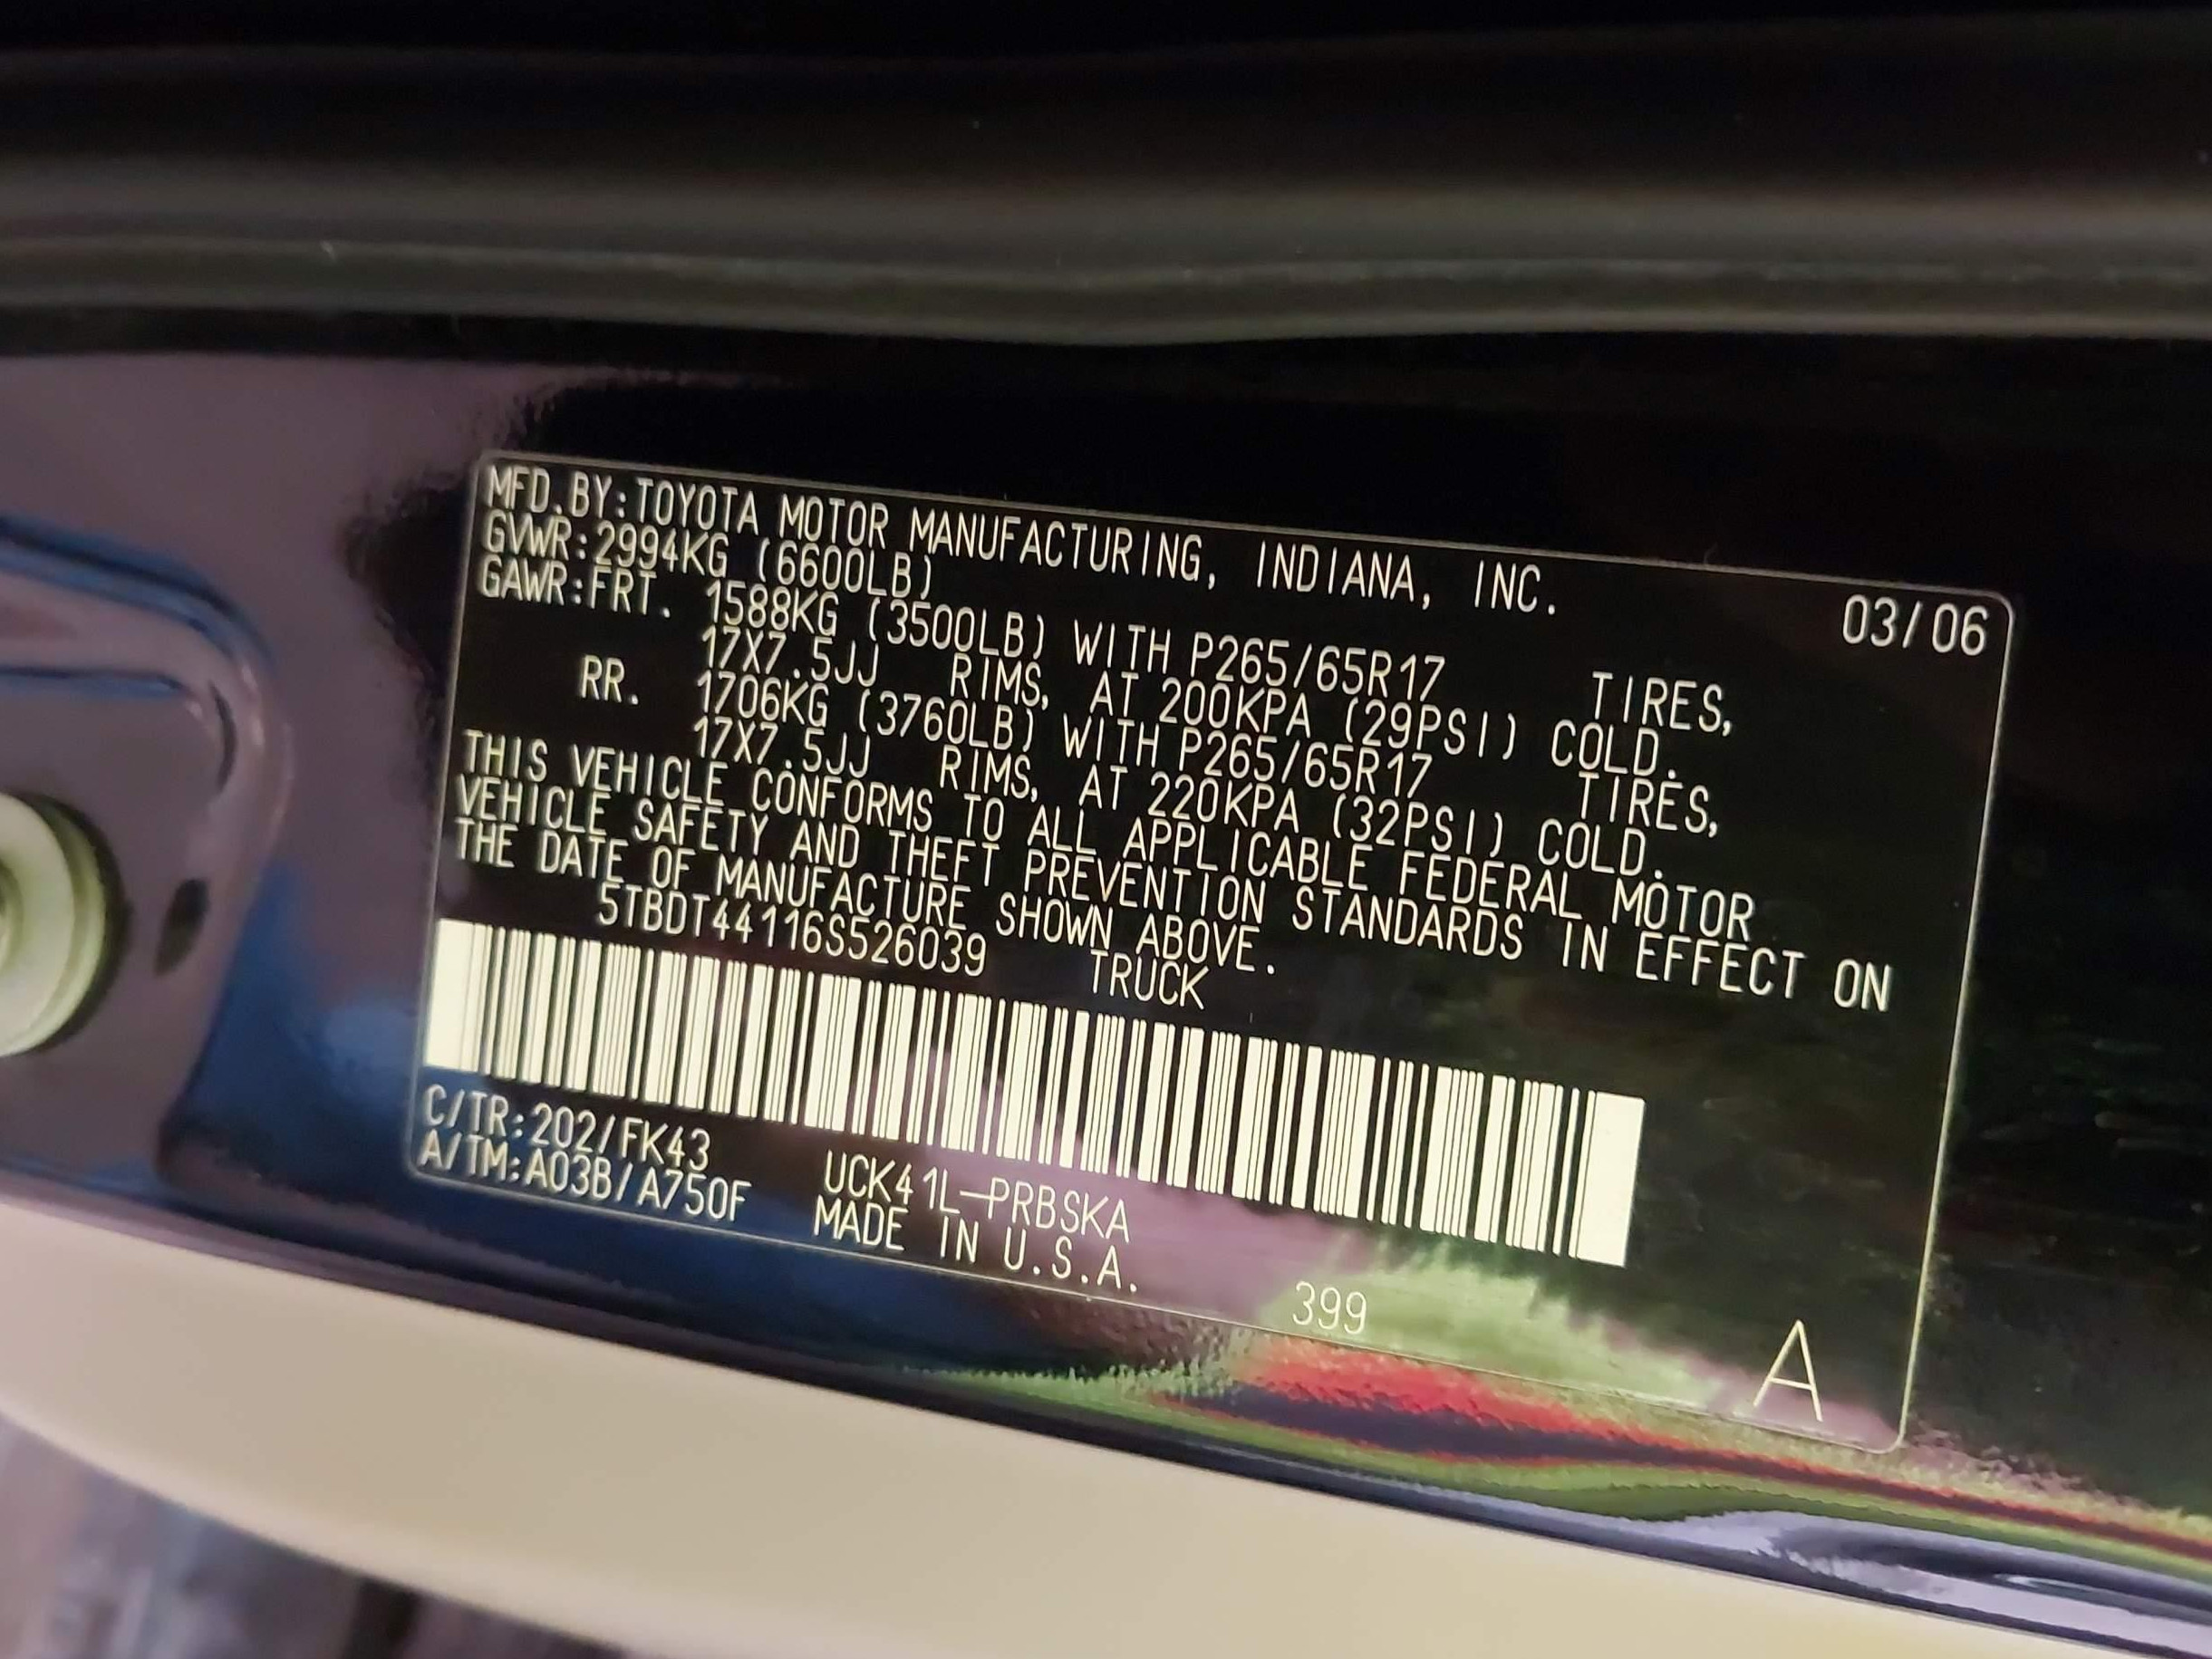 MFD.BY:TOYOTA MOTOR MANUFACTURING, INDIANA, INC. 03/06
GVWR:2994KG (6600LB)
GAWR:FRT. 1588KG (3500LB) WITH P265/65R17 TIRES,
17X7.5JJ RIMS, AT 200KPA (29PSI) COLD.
RR. 1706KG (3760LB) WITH P265/65R17 TIRES,
17X7.5JJ RIMS, AT 220KPA (32PSI) COLD.
THIS VEHICLE CONFORMS TO ALL APPLICABLE FEDERAL MOTOR
VEHICLE SAFETY AND THEFT PREVENTION STANDARDS IN EFFECT ON
THE DATE OF MANUFACTURE SHOWN ABOVE.
5TBDT44116S526039 TRUCK
C/TR:202/FK43 UCK41L-PRBSKA
A/TM:A03B/A750F MADE IN U.S.A. 399 A